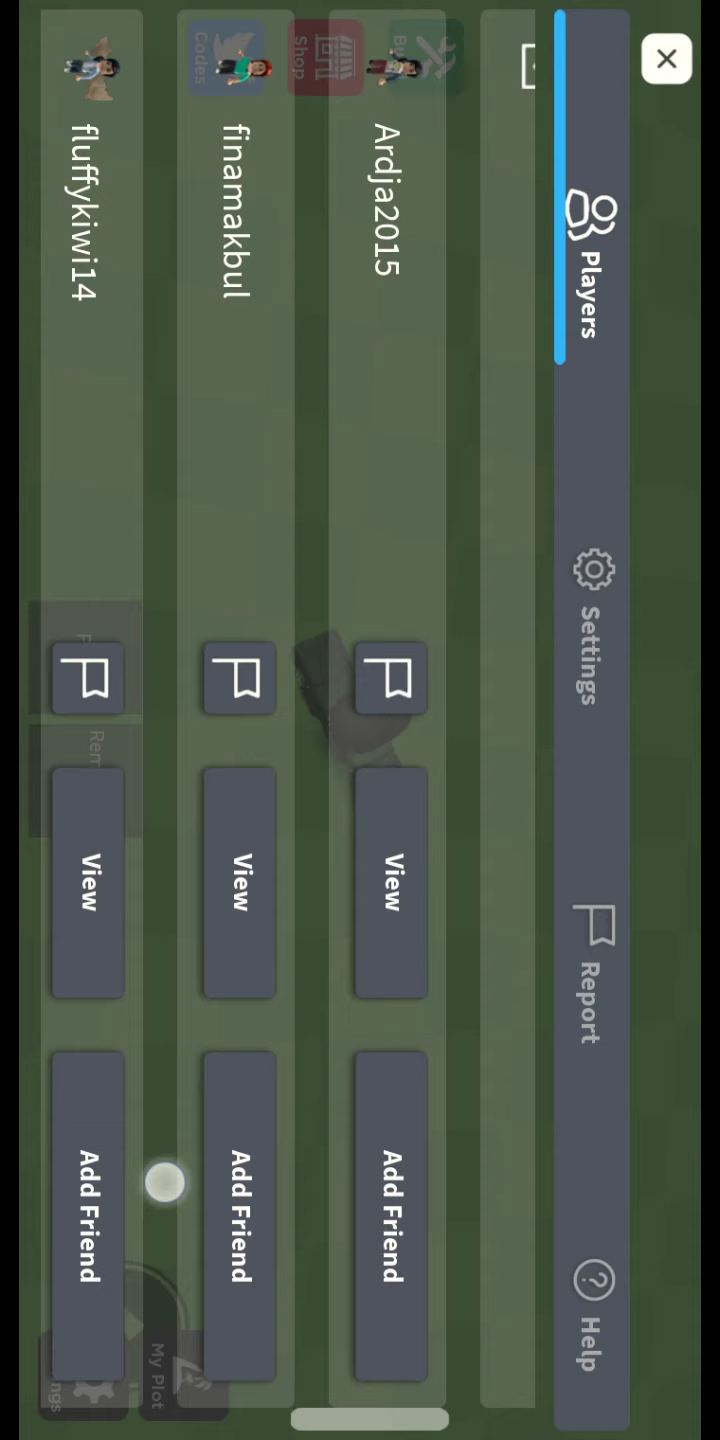 Players
Settings
Report
Help
Ardja2015
View
Add Friend
finamakbul
View
Add Friend
fluffykiwi14
View
Add Friend
Codes
Shop
My Plot